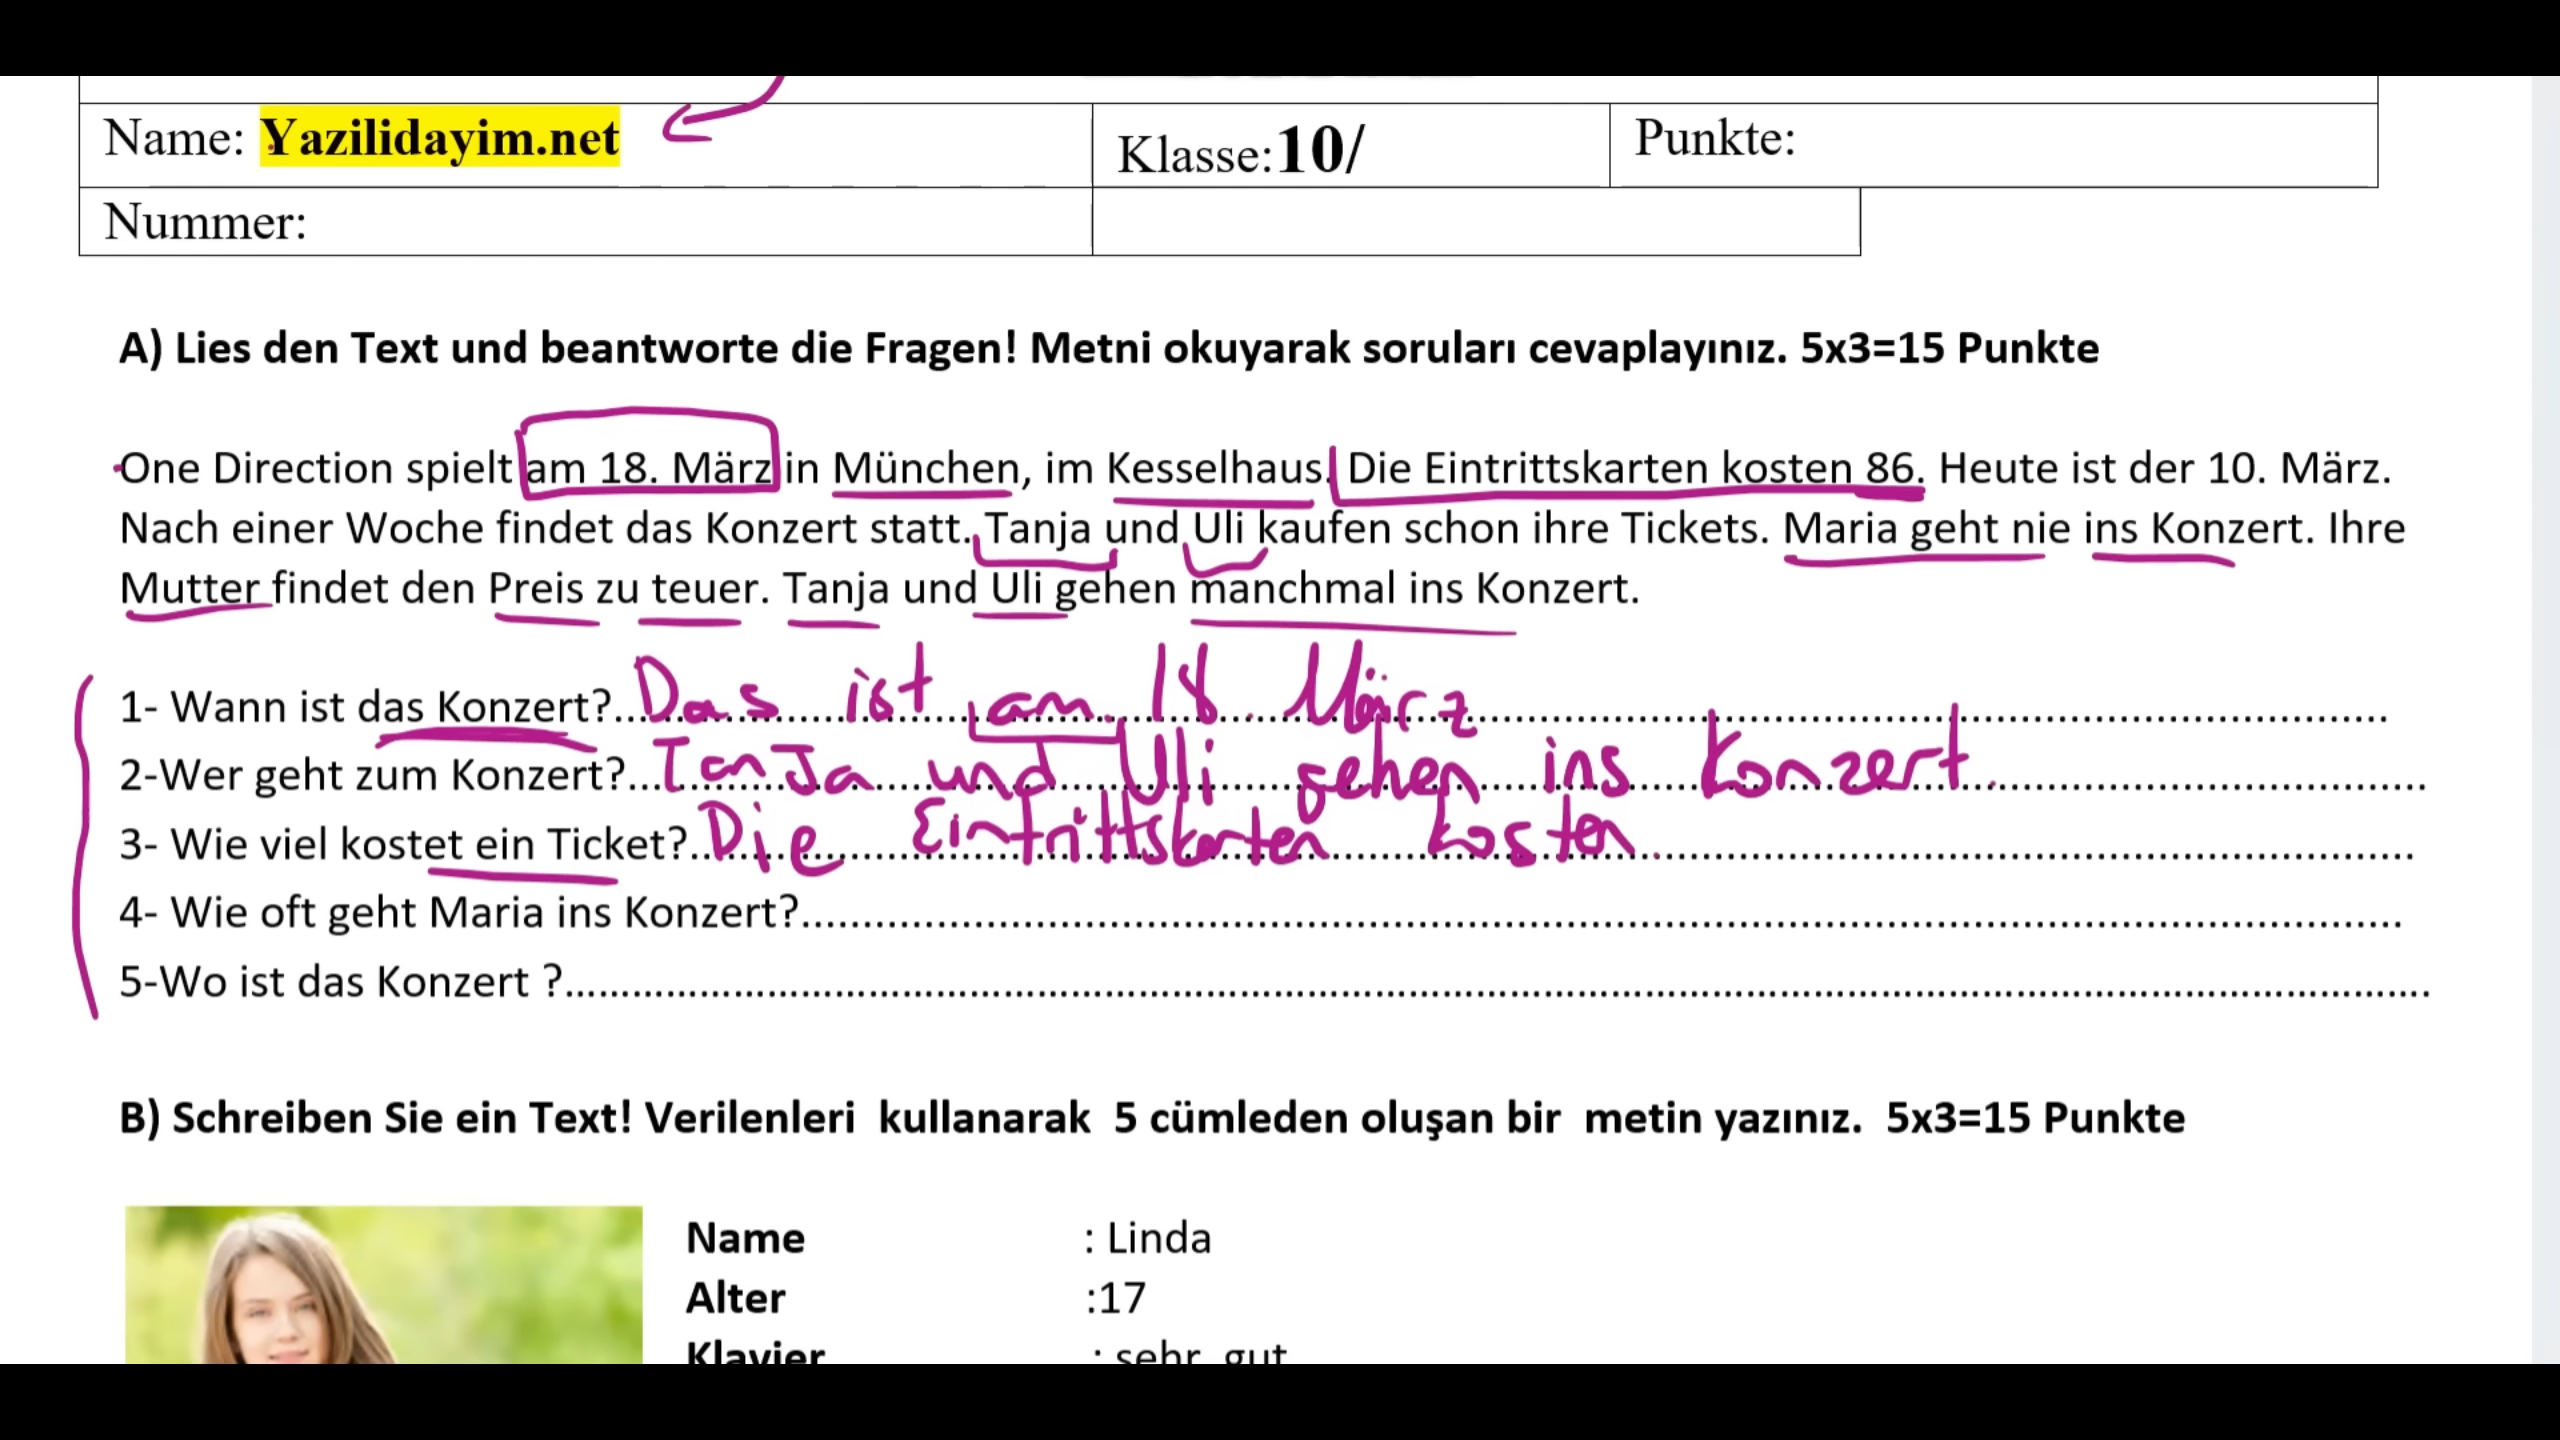 Name: Yazilidayim.net Klasse:10/ Punkte:
Nummer:
A) Lies den Text und beantworte die Fragen! Metni okuyarak soruları cevaplayınız. 5x3=15 Punkte
One Direction spielt am 18. März in München, im Kesselhaus. Die Eintrittskarten kosten 86. Heute ist der 10. März.
Nach einer Woche findet das Konzert statt. Tanja und Uli kaufen schon ihre Tickets. Maria geht nie ins Konzert. Ihre
Mutter findet den Preis zu teuer. Tanja und Uli gehen manchmal ins Konzert.
1- Wann ist das Konzert? Das ist am 18. März
2-Wer geht zum Konzert? TanJa und Uli gehen ins Konzert.
3- Wie viel kostet ein Ticket? Die Eintrittskarten kosten.
4- Wie oft geht Maria ins Konzert?
5-Wo ist das Konzert ?
B) Schreiben Sie ein Text! Verilenleri kullanarak 5 cümleden oluşan bir metin yazınız. 5x3=15 Punkte
Name : Linda
Alter :17
Klavier : sehr gut